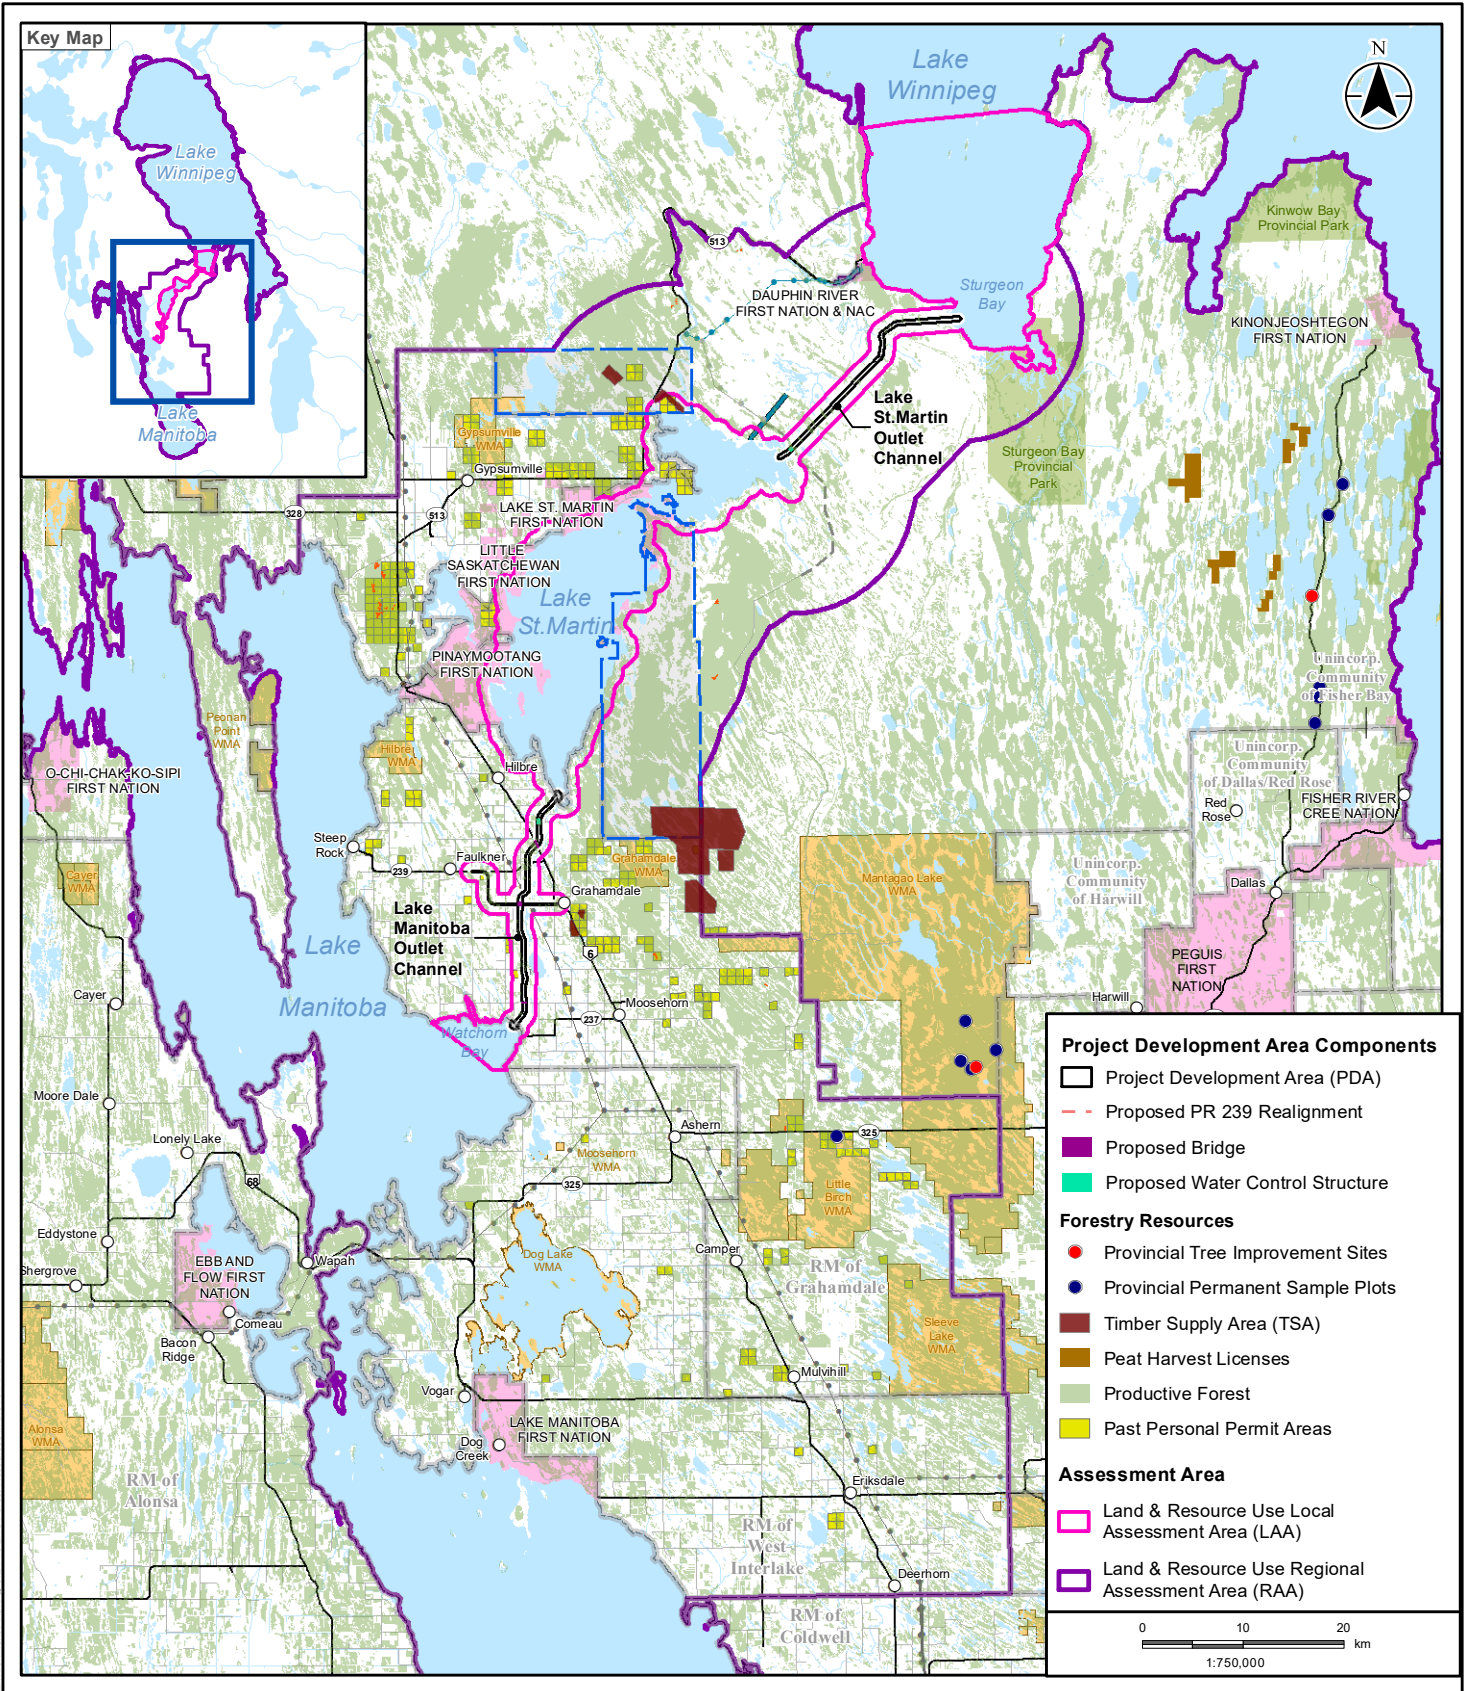 Key Map
Lake
Winnipeg
Lake
Manitoba
Lake
Winnipeg
N
Kinwow Bay
Provincial Park
513
Sturgeon
Bay
DAUPHIN RIVER
FIRST NATION & NAC
KINONJEOSHTEGON
FIRST NATION
Lake
St.Martin
Outlet
Channel
Gypsumville
WMA
Sturgeon Bay
Provincial
Park
Gypsumville
328
513
LAKE ST. MARTIN
FIRST NATION
LITTLE
SASKATCHEWAN
FIRST NATION
Lake
St.Martin
PINAYMOOTANG
FIRST NATION
Unincorp.
Community
of Fisher Bay
Peonan
Point
WMA
Hilbre
WMA
Hilbre
O-CHI-CHAK-KO-SIPI
FIRST NATION
Unincorp.
Community
of Dallas/Red Rose
Red
Rose
FISHER RIVER
CREE NATION
Steep
Rock
239
Faulkner
Grahamdale
WMA
Grahamdale
Mantagao Lake
WMA
Unincorp.
Community
of Harwill
Dallas
Cayer
WMA
Lake
Manitoba
Outlet
Channel
Lake
Manitoba
6
PEGUIS
FIRST
NATION
Harwill
Cayer
Moosehorn
237
Watchorn
Bay
Moore Dale
Lonely Lake
Ashern
325
Moosehorn
WMA
325
68
Little
Birch
WMA
Eddystone
Shergrove
EBB AND
FLOW FIRST
NATION
Wapah
Dog Lake
WMA
Camper
RM of
Grahamdale
Comeau
Bacon
Ridge
Sleeve
Lake
WMA
Mulvihill
Vogar
LAKE MANITOBA
FIRST NATION
Dog
Creek
Alonsa
WMA
RM of
Alonsa
Eriksdale
RM of
West
Interlake
Deerhorn
RM of
Coldwell
Project Development Area Components
Project Development Area (PDA)
Proposed PR 239 Realignment
Proposed Bridge
Proposed Water Control Structure
Forestry Resources
Provincial Tree Improvement Sites
Provincial Permanent Sample Plots
Timber Supply Area (TSA)
Peat Harvest Licenses
Productive Forest
Past Personal Permit Areas
Assessment Area
Land & Resource Use Local
Assessment Area (LAA)
Land & Resource Use Regional
Assessment Area (RAA)
0 10 20
km
1:750,000